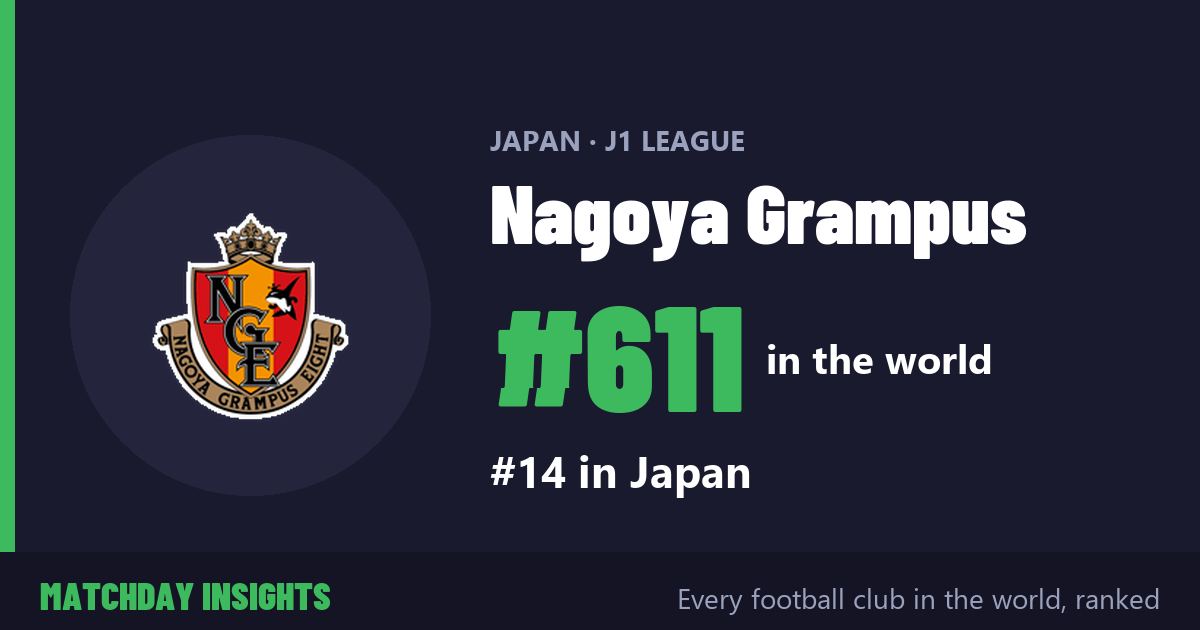 JAPAN · J1 LEAGUE
Nagoya Grampus
#611 in the world
#14 in Japan
NGE
NAGOYA GRAMPUS EIGHT
MATCHDAY INSIGHTS
Every football club in the world, ranked